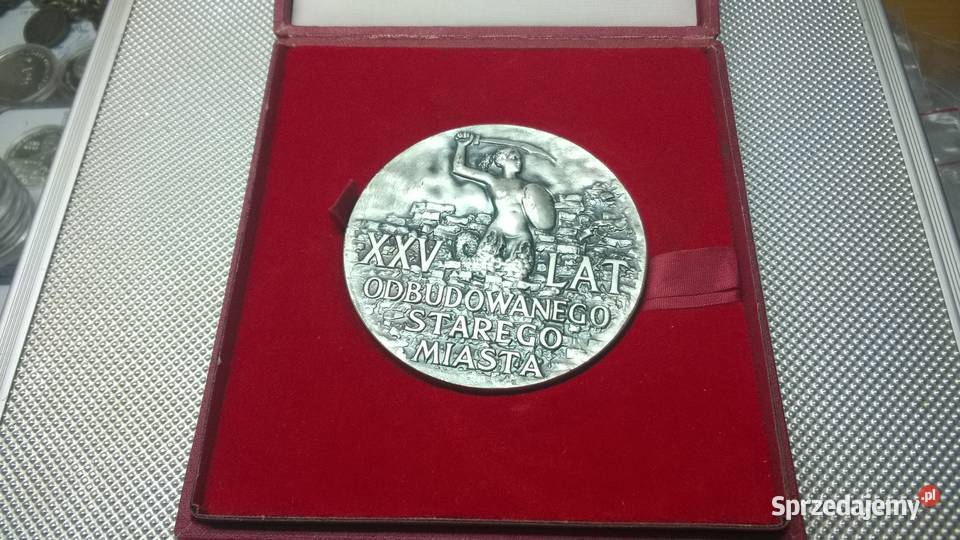 XXV LAT
ODBUDOWANEGO
STAREGO
MIASTA
Sprzedajemy.pl